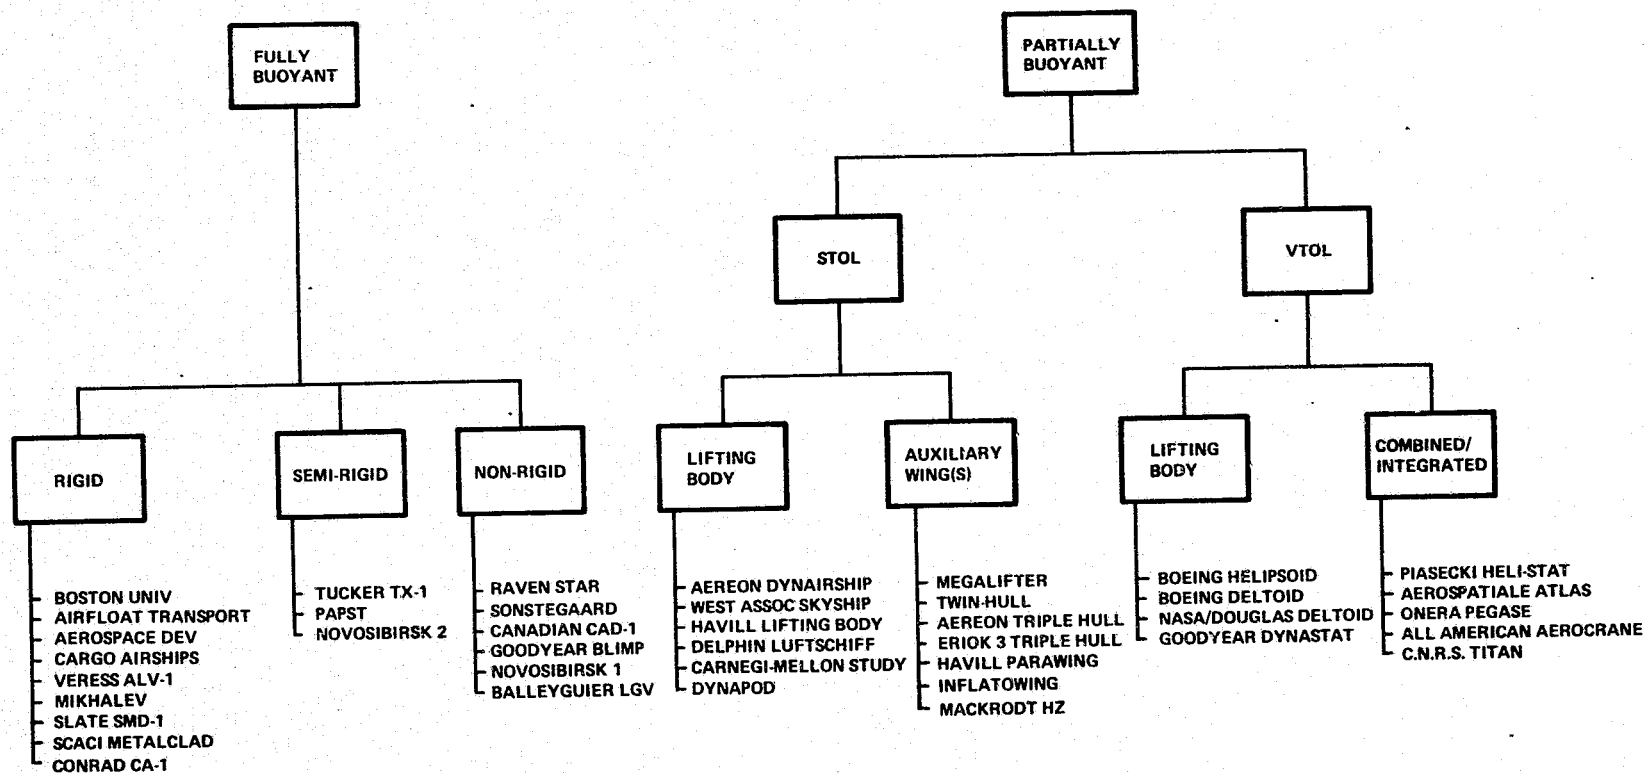 FULLY
BUOYANT
PARTIALLY
BUOYANT
STOL
VTOL
RIGID
SEMI-RIGID
NON-RIGID
LIFTING
BODY
AUXILIARY
WING(S)
LIFTING
BODY
COMBINED/
INTEGRATED
BOSTON UNIV
AIRFLOAT TRANSPORT
AEROSPACE DEV
CARGO AIRSHIPS
VERESS ALV-1
MIKHALEV
SLATE SMD-1
SCACI METALCLAD
CONRAD CA-1
TUCKER TX-1
PAPST
NOVOSIBIRSK 2
RAVEN STAR
SONSTEGAARD
CANADIAN CAD-1
GOODYEAR BLIMP
NOVOSIBIRSK 1
BALLEYGUIER LGV
AEREON DYNAIRSHIP
WEST ASSOC SKYSHIP
HAVILL LIFTING BODY
DELPHIN LUFTSCHIFF
CARNEGI-MELLON STUDY
DYNAPOD
MEGALIFTER
TWIN-HULL
AEREON TRIPLE HULL
ERIOK 3 TRIPLE HULL
HAVILL PARAWING
INFLATOWING
MACKRODT HZ
BOEING HELIPSOID
BOEING DELTOID
NASA/DOUGLAS DELTOID
GOODYEAR DYNASTAT
PIASECKI HELI-STAT
AEROSPATIALE ATLAS
ONERA PEGASE
ALL AMERICAN AEROCRANE
C.N.R.S. TITAN